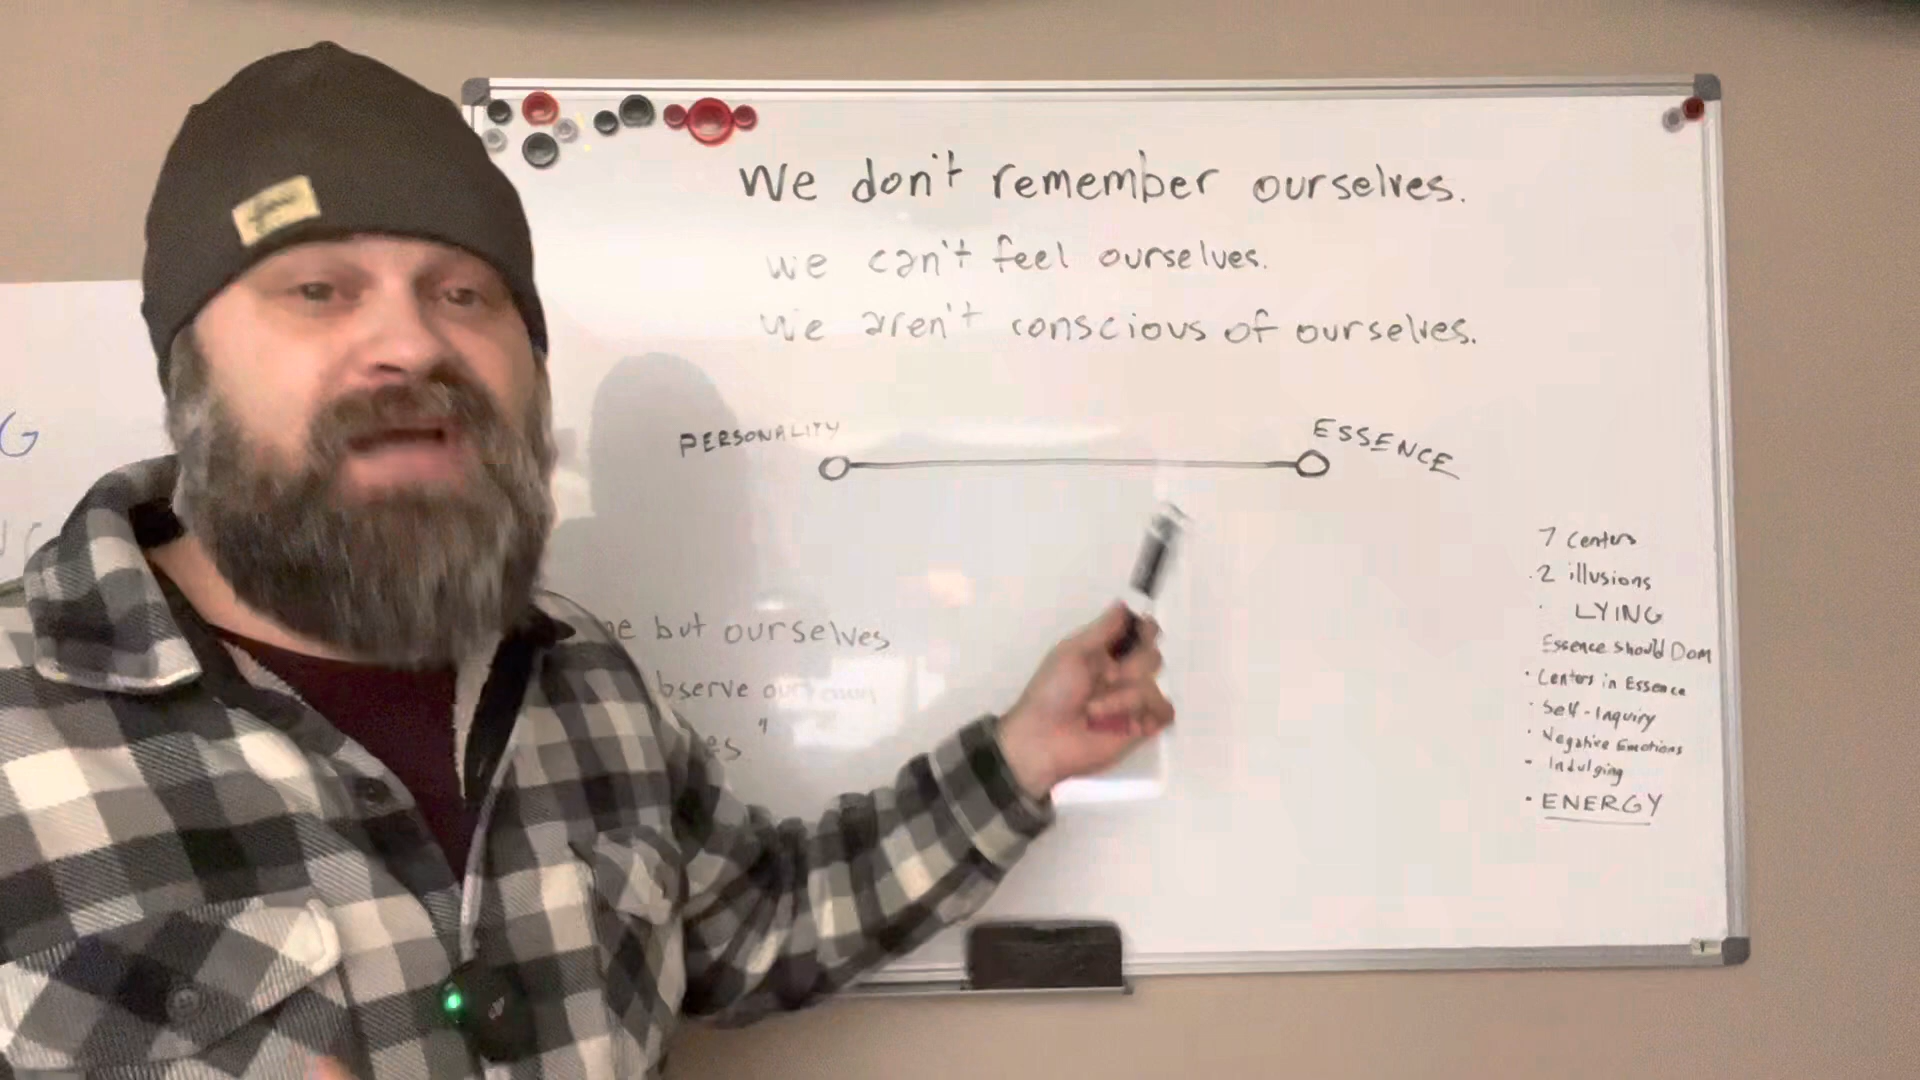 We don't remember ourselves.
we can't feel ourselves.
we aren't conscious of ourselves.
PERSONALITY
ESSENCE
but ourselves
G
7 Centers
2 illusions
LYING
Essence should Dom
• Centers in Essence
• Self-Inquiry
• Negative Emotions
- Indulging
• ENERGY